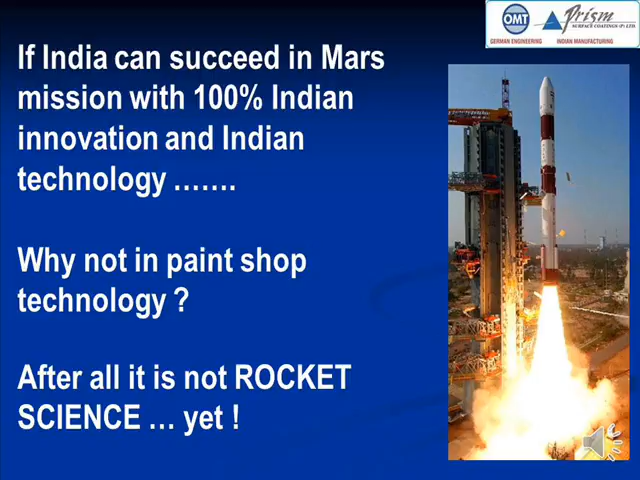 OMT
Prism
SURFACE COATINGS (P) LTD.
GERMAN ENGINEERING
INDIAN MANUFACTURING
If India can succeed in Mars
mission with 100% Indian
innovation and Indian
technology …….
Why not in paint shop
technology ?
After all it is not ROCKET
SCIENCE … yet !